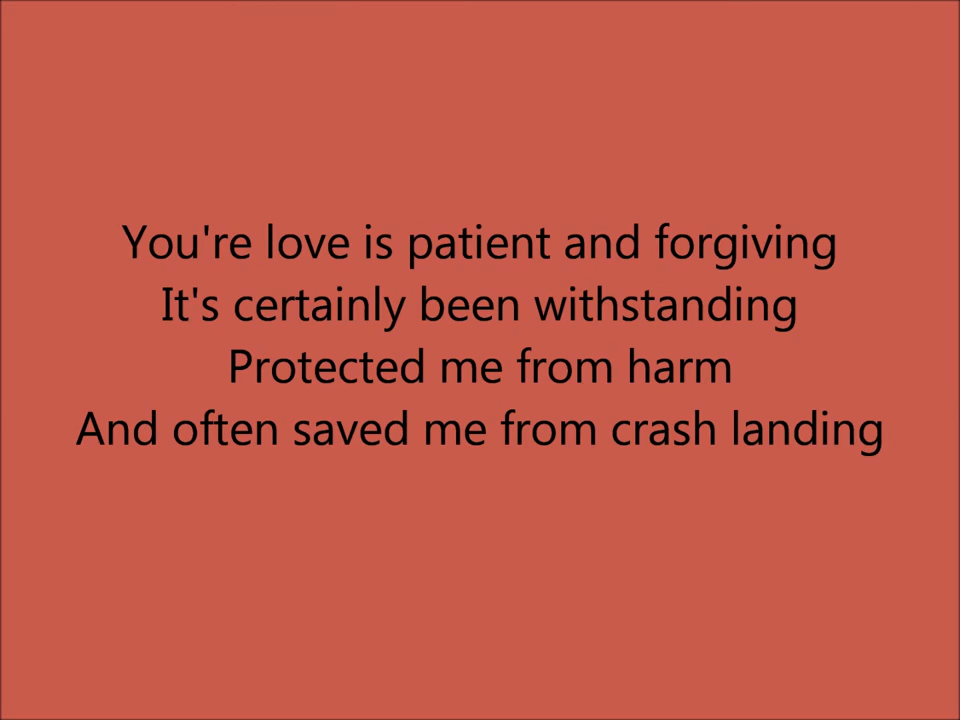 You're love is patient and forgiving
It's certainly been withstanding
Protected me from harm
And often saved me from crash landing